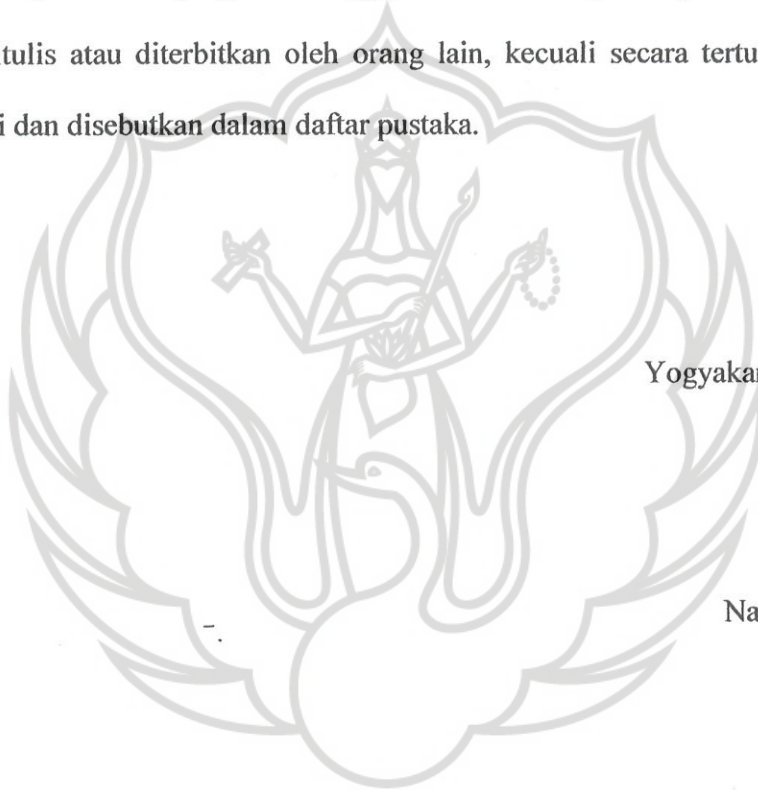 tulis atau diterbitkan oleh orang lain, kecuali secara tertu
i dan disebutkan dalam daftar pustaka.
Yogyakar
Na